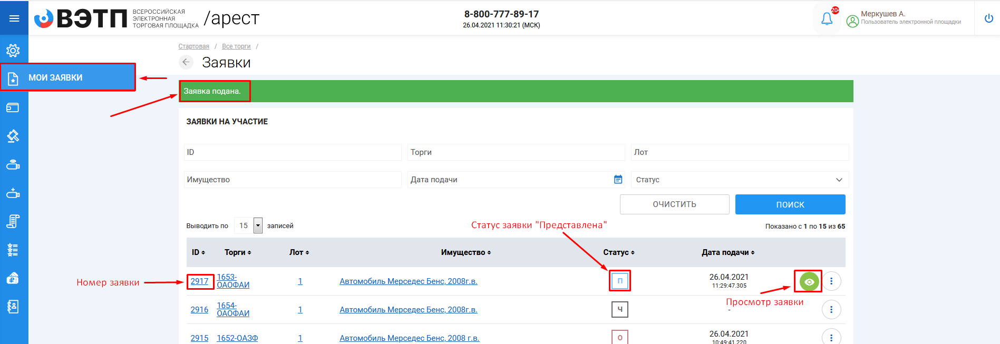 ВЭТП
ВСЕРОССИЙСКАЯ
ЭЛЕКТРОННАЯ
ТОРГОВАЯ ПЛОЩАДКА
/арест
8-800-777-89-17
26.04.2021 11:30:21 (МСК)
204
Меркушев А.
Пользователь электронной площадки
Стартовая / Все торги /
Заявки
МОИ ЗАЯВКИ
Заявка подана.
ЗАЯВКИ НА УЧАСТИЕ
ID Торги Лот
Имущество Дата подачи Статус
ОЧИСТИТЬ ПОИСК
Выводить по 15 записей
Статус заявки "Представлена"
Показано с 1 по 15 из 65
ID Торги Лот Имущество Статус Дата подачи
Номер заявки
2917 1653-
ОАОФАИ 1 Автомобиль Мерседес Бенс, 2008г.в. П 26.04.2021
11:29:47.305
Просмотр заявки
2916 1654-
ОАОФАИ 1 Автомобиль Мерседес Бенс, 2008г.в. Ч -
2915 1652-ОАЗФ 1 Автомобиль Мерседес Бенс, 2008 г.в. О 26.04.2021
10:49:41.220